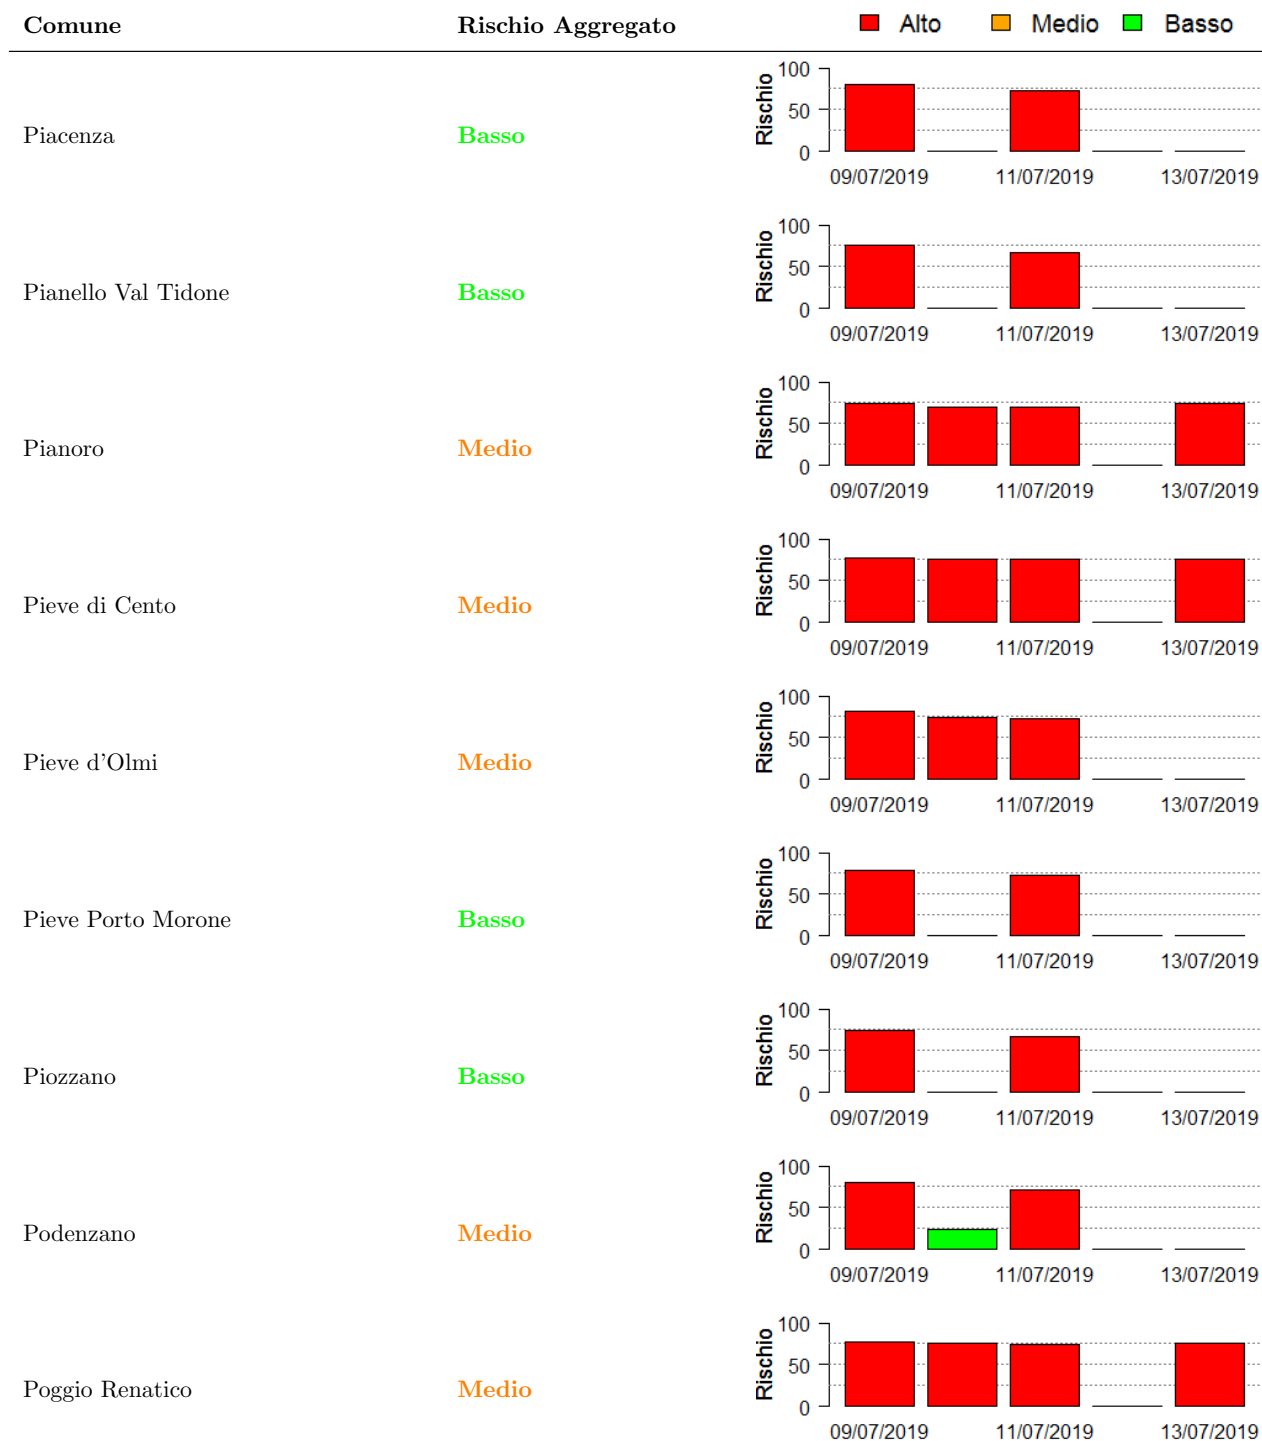 Comune Rischio Aggregato Alto Medio Basso
Piacenza Basso
Rischio
100
50
0
09/07/2019 11/07/2019 13/07/2019
Pianello Val Tidone Basso
Rischio
100
50
0
09/07/2019 11/07/2019 13/07/2019
Pianoro Medio
Rischio
100
50
0
09/07/2019 11/07/2019 13/07/2019
Pieve di Cento Medio
Rischio
100
50
0
09/07/2019 11/07/2019 13/07/2019
Pieve d'Olmi Medio
Rischio
100
50
0
09/07/2019 11/07/2019 13/07/2019
Pieve Porto Morone Basso
Rischio
100
50
0
09/07/2019 11/07/2019 13/07/2019
Piozzano Basso
Rischio
100
50
0
09/07/2019 11/07/2019 13/07/2019
Podenzano Medio
Rischio
100
50
0
09/07/2019 11/07/2019 13/07/2019
Poggio Renatico Medio
Rischio
100
50
0
09/07/2019 11/07/2019 13/07/2019